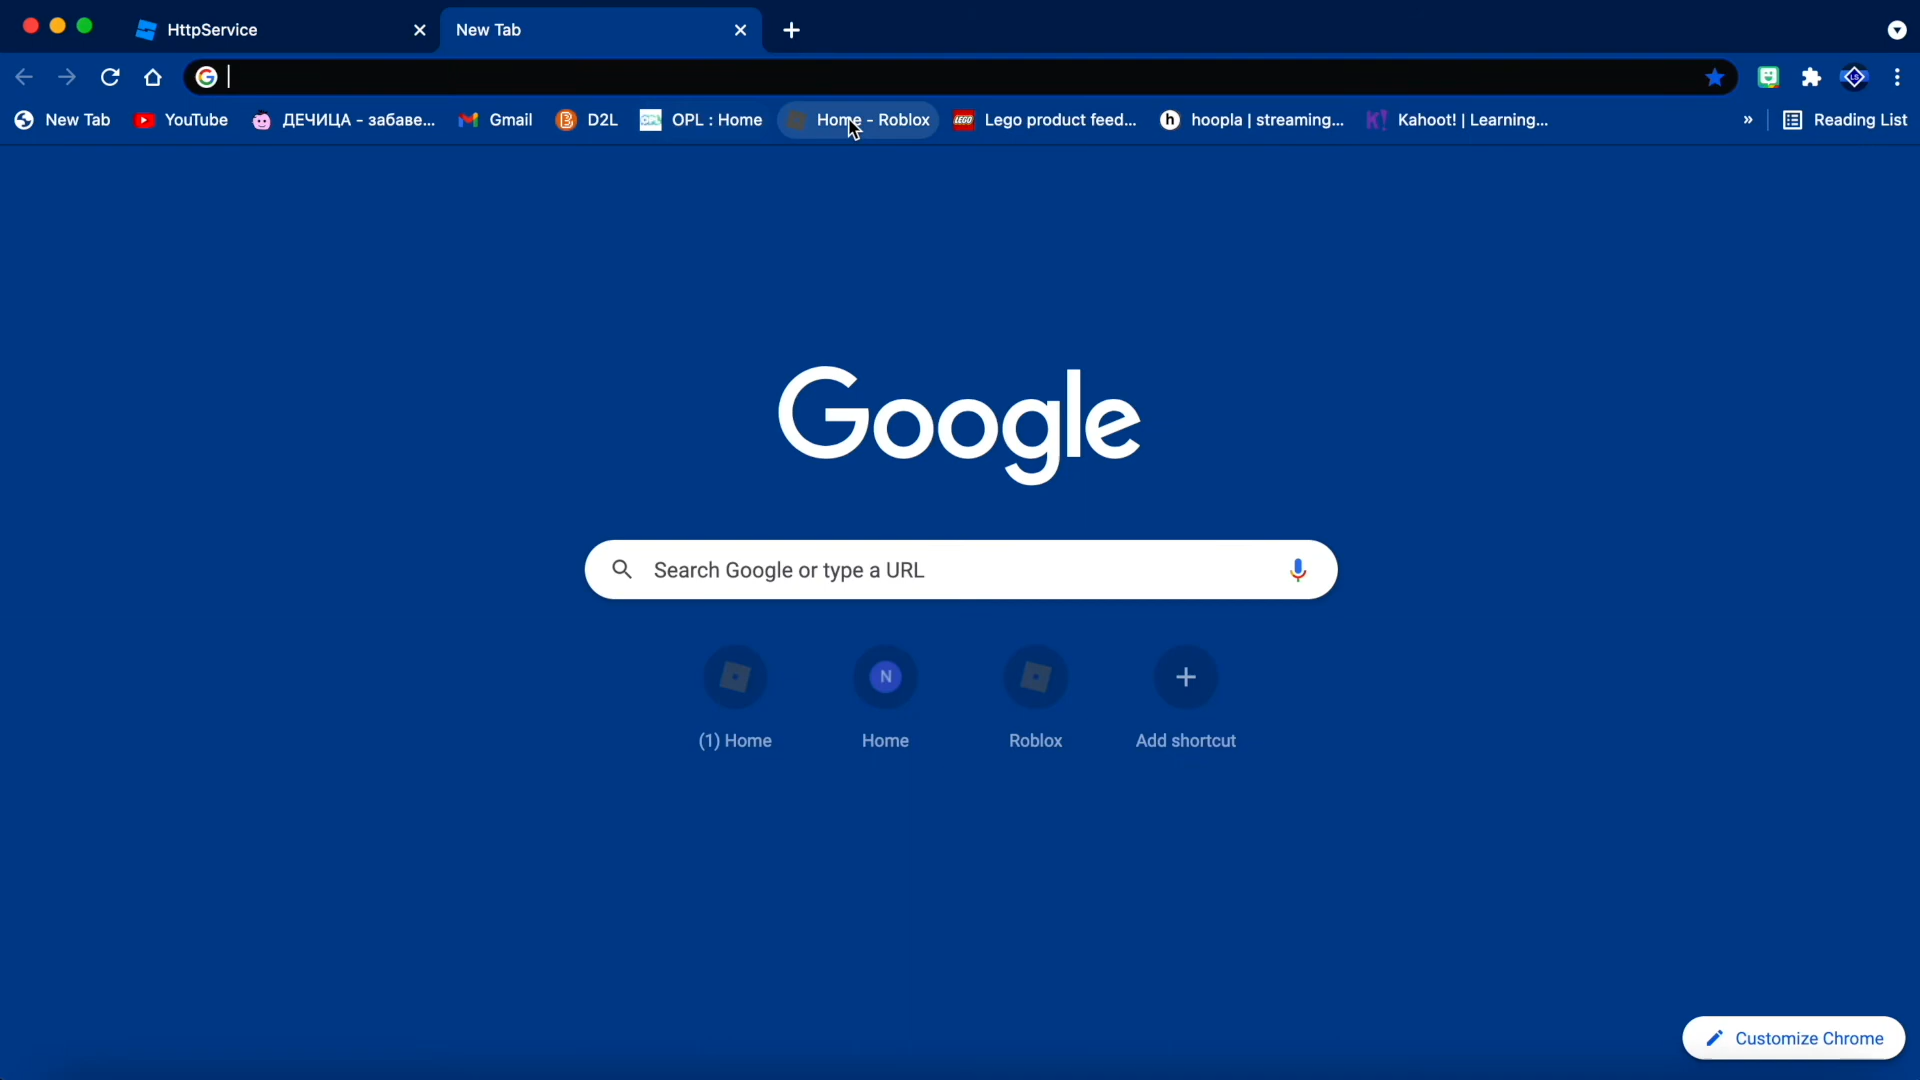 HttpService
New Tab
New Tab
YouTube
ДЕЧИЦА - забаве...
Gmail
D2L
OPL : Home
Home - Roblox
Lego product feed...
hoopla | streaming...
Kahoot! | Learning...
»
Reading List
Google
Search Google or type a URL
N
(1) Home
Home
Roblox
Add shortcut
Customize Chrome